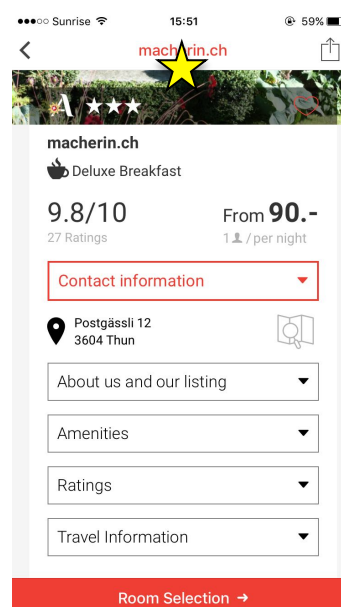 Sunrise 15:51 59%
macherin.ch
macherin.ch
Deluxe Breakfast
9.8/10 From 90.-
27 Ratings 1 / per night
Contact information
Postgässli 12
3604 Thun
About us and our listing
Amenities
Ratings
Travel Information
Room Selection →